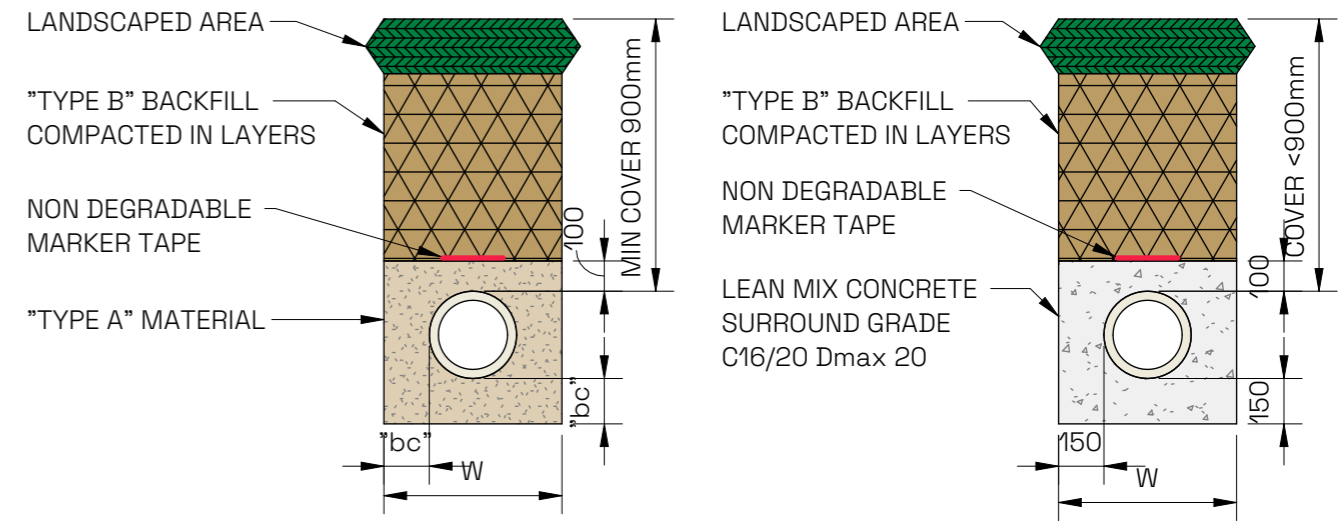 LANDSCAPED AREA
"TYPE B" BACKFILL
COMPACTED IN LAYERS
NON DEGRADABLE
MARKER TAPE
"TYPE A" MATERIAL
MIN COVER 900mm
100
"bc"
"bc"
W
LANDSCAPED AREA
"TYPE B" BACKFILL
COMPACTED IN LAYERS
NON DEGRADABLE
MARKER TAPE
LEAN MIX CONCRETE
SURROUND GRADE
C16/20 Dmax 20
COVER <900mm
100
150
150
W